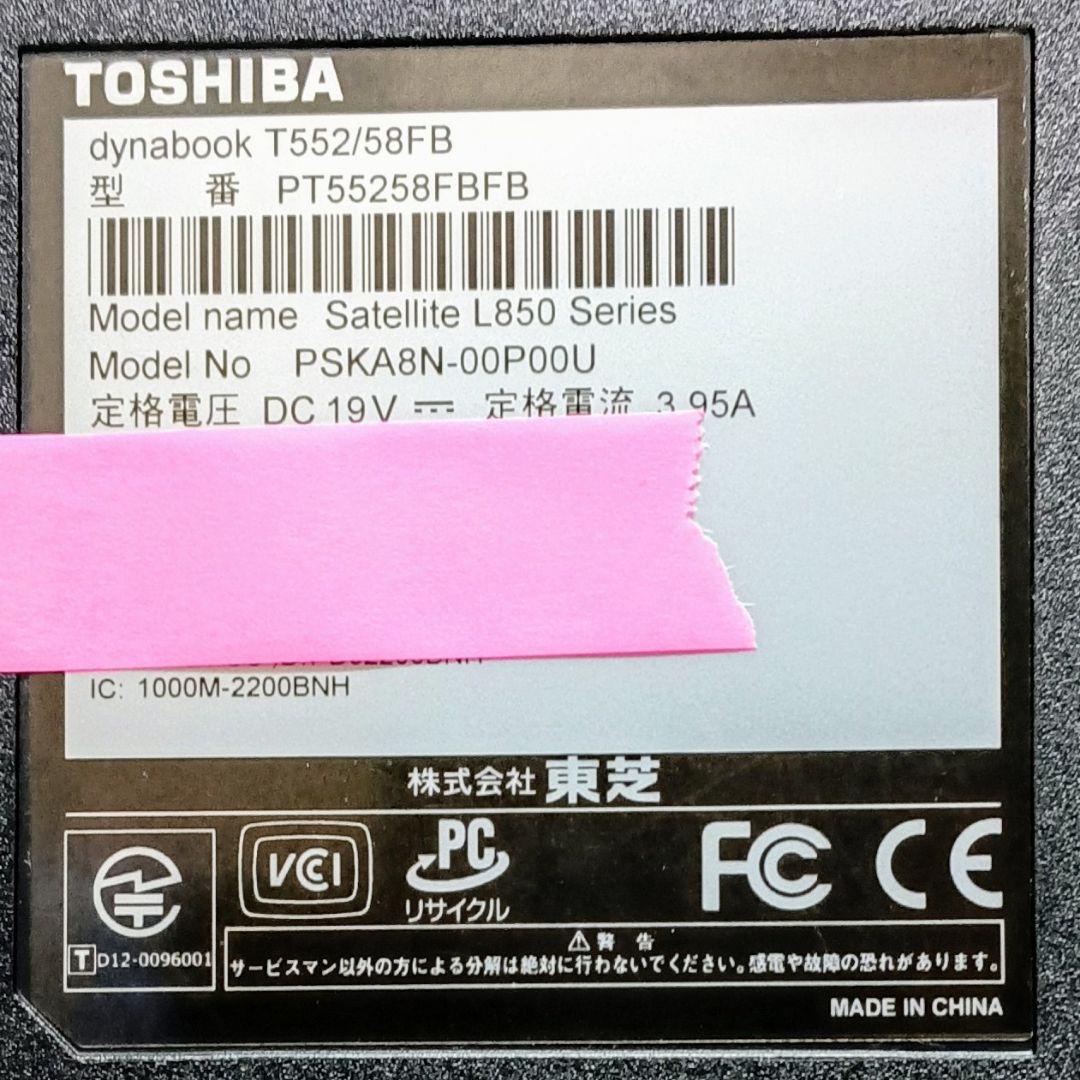 TOSHIBA
dynabook T552/58FB
型 番 PT55258FBFB
Model name Satellite L850 Series
Model No PSKA8N-00P00U
定格電圧 DC 19V ⎓ 定格電流 3.95A
IC: 1000M-2200BNH
株式会社 東芝
VCCI
PC
リサイクル
FC CE
T D12-0096001
⚠ 警 告
サービスマン以外の方による分解は絶対に行わないでください。感電や故障の恐れがあります。
MADE IN CHINA